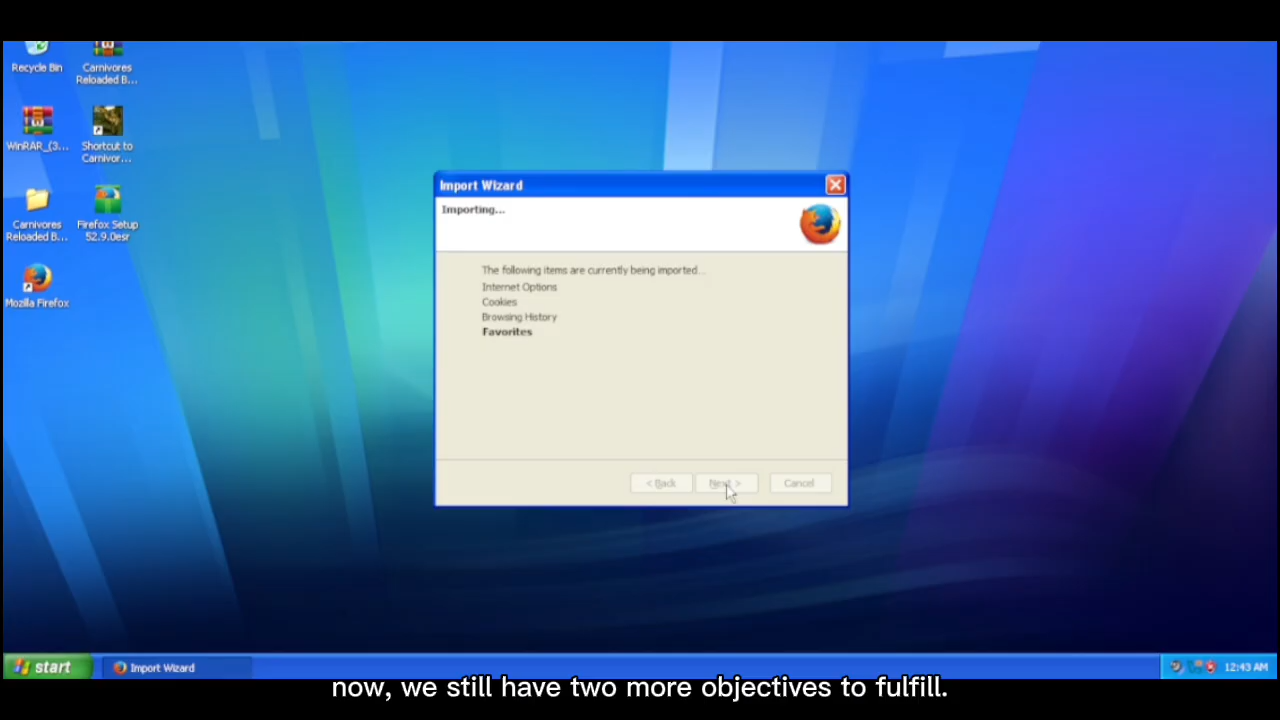 Recycle Bin
Carnivores
Reloaded B...
WinRAR_(3...
Shortcut to
Carnivor...
Carnivores
Reloaded B...
Firefox Setup
52.9.0esr
Mozilla Firefox
Import Wizard
Importing...
The following items are currently being imported...
Internet Options
Cookies
Browsing History
Favorites
< Back
Next >
Cancel
start
Import Wizard
12:43 AM
now, we still have two more objectives to fulfill.